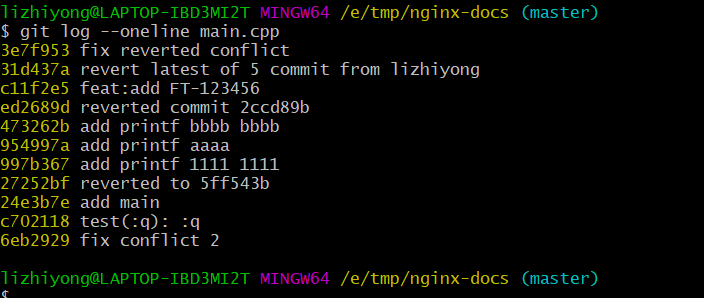 lizhiyong@LAPTOP-IBD3MI2T MINGW64 /e/tmp/nginx-docs (master)
$ git log --oneline main.cpp
3e7f953 fix reverted conflict
31d437a revert latest of 5 commit from lizhiyong
c11f2e5 feat:add FT-123456
ed2689d reverted commit 2ccd89b
473262b add printf bbbb bbbb
954997a add printf aaaa
997b367 add printf 1111 1111
27252bf reverted to 5ff543b
24e3b7e add main
c702118 test(:q): :q
6eb2929 fix conflict 2
lizhiyong@LAPTOP-IBD3MI2T MINGW64 /e/tmp/nginx-docs (master)
$